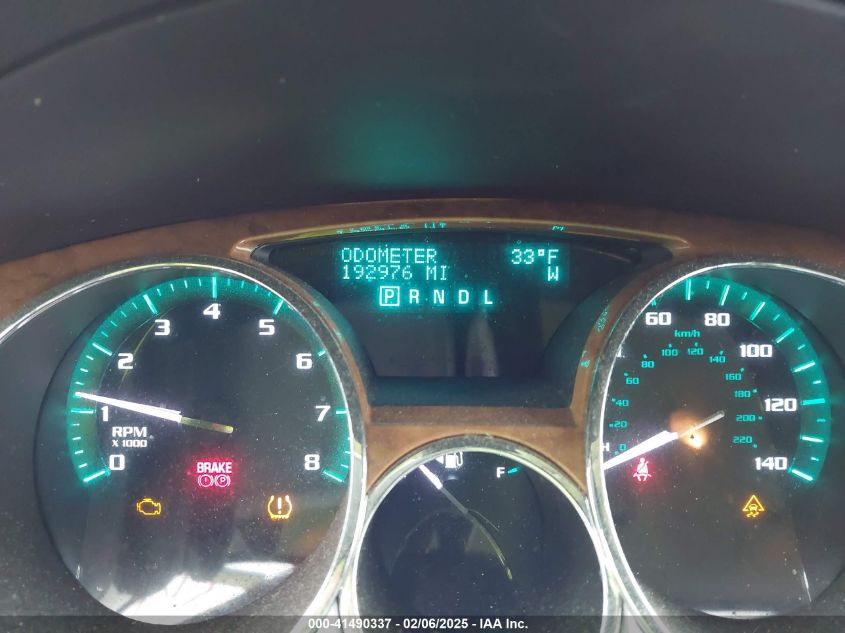 ODOMETER 33°F
192976 MI W
P R N D L
0 1 2 3 4 5 6 7 8
RPM
X 1000
BRAKE
(P)
F
60 80 100 120 140
km/h
0 20 40 60 80 100 120 140 160 180 200 220
000-41490337 - 02/06/2025 - IAA Inc.